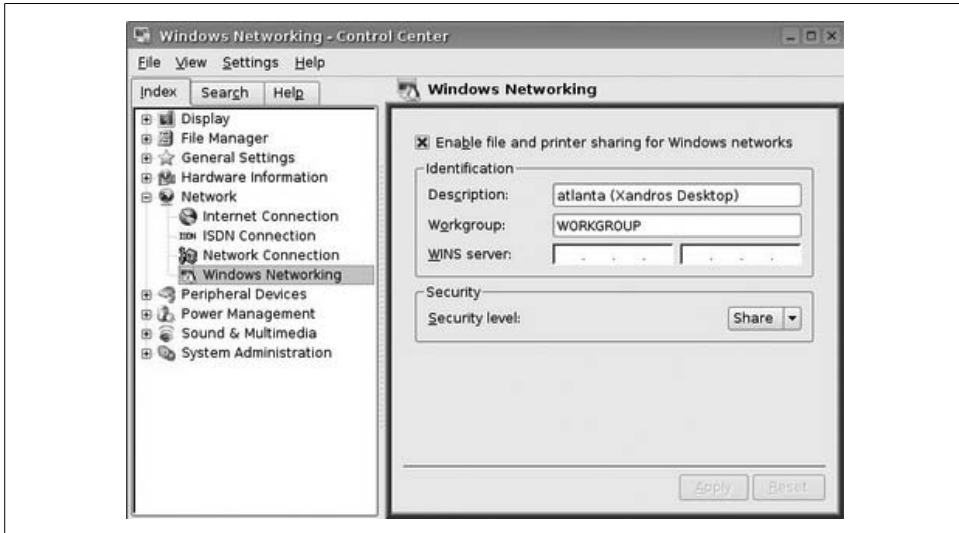 Windows Networking - Control Center
File View Settings Help
Index Search Help
Windows Networking
Display
File Manager
General Settings
Hardware Information
Network
Internet Connection
ISDN Connection
Network Connection
Windows Networking
Peripheral Devices
Power Management
Sound & Multimedia
System Administration
Enable file and printer sharing for Windows networks
Identification
Description: atlanta (Xandros Desktop)
Workgroup: WORKGROUP
WINS server: . . . . . .
Security
Security level: Share
Apply Reset